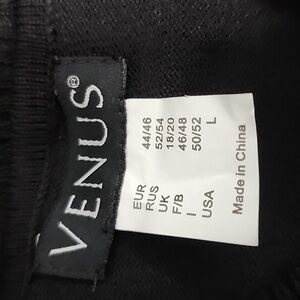 VENUS®
EUR 44/46
RUS 52/54
UK 18/20
F/B 46/48
I 50/52
USA L
Made in China